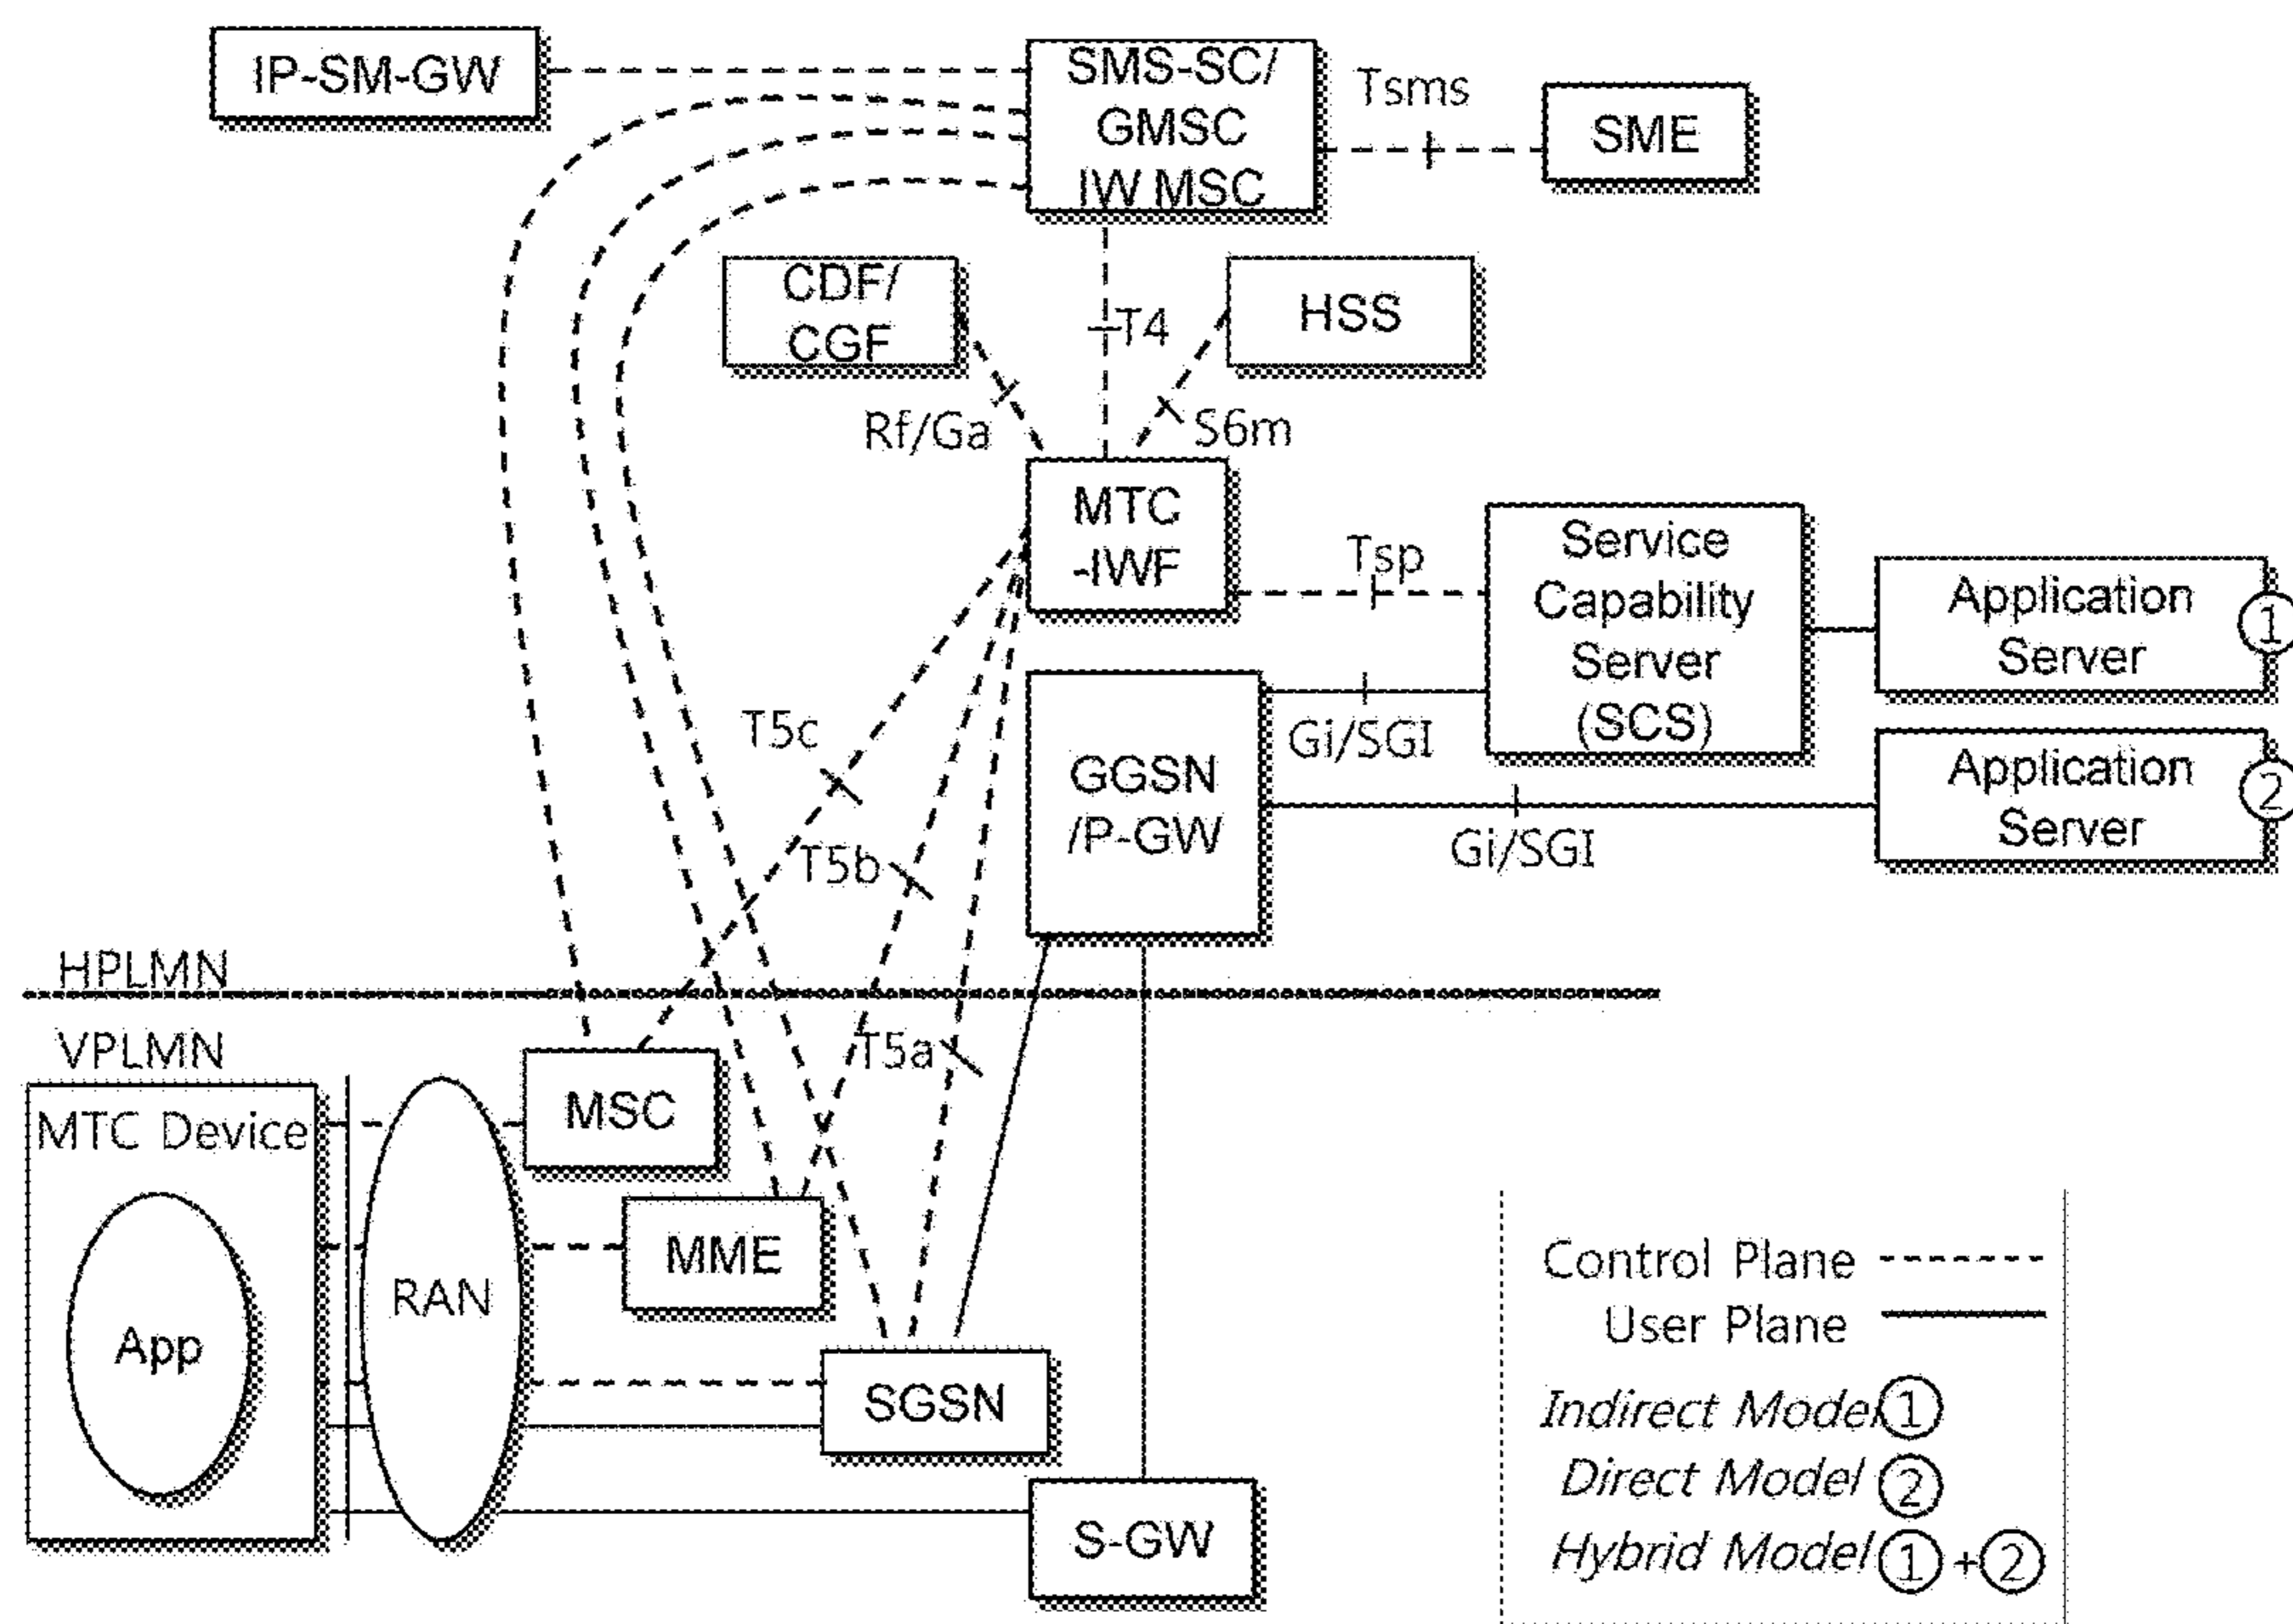 IP-SM-GW
SMS-SC/
GMSC
IW MSC
Tsms
SME
CDF/
CGF
T4
HSS
Rf/Ga
S6m
MTC
-IWF
Tsp
Service
Capability
Server
(SCS)
Application
Server
1
T5c
GGSN
/P-GW
Gi/SGI
Application
Server
2
T5b
Gi/SGI
HPLMN
VPLMN
T5a
MTC Device
MSC
MME
RAN
App
SGSN
S-GW
Control Plane
User Plane
Indirect Model 1
Direct Model 2
Hybrid Model 1 + 2